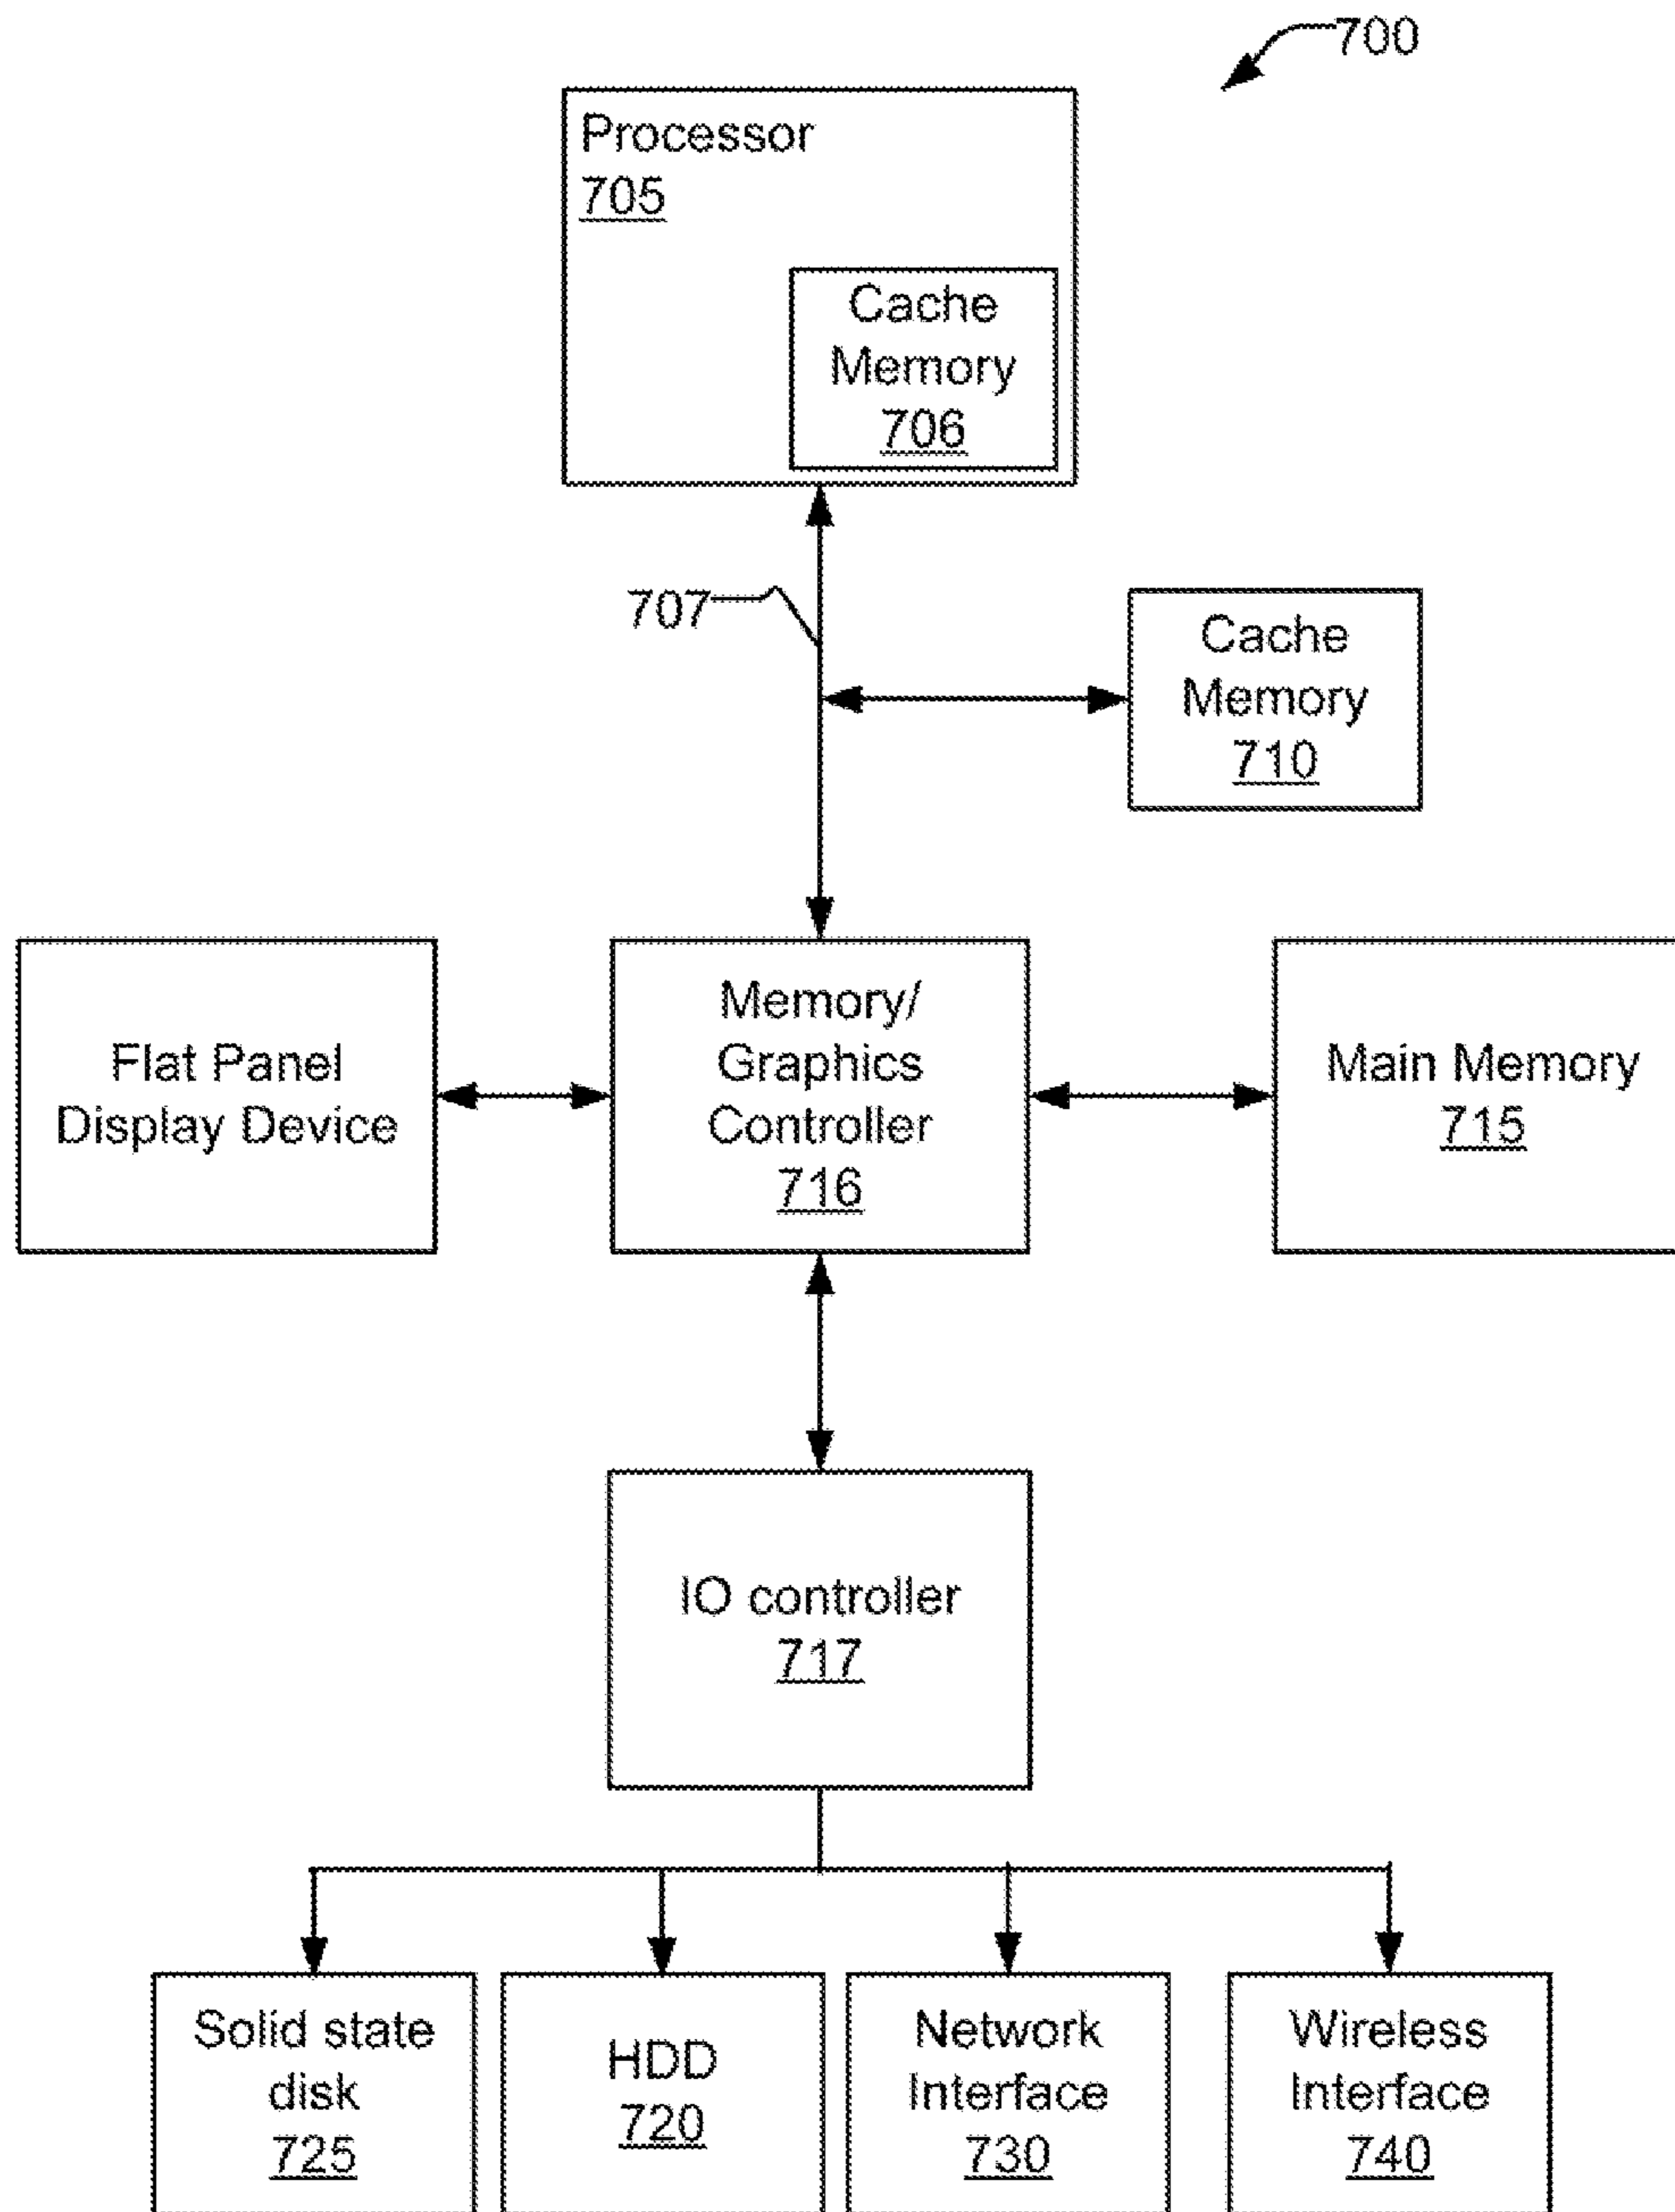 700
Processor
705
Cache
Memory
706
707
Cache
Memory
710
Flat Panel
Display Device
Memory/
Graphics
Controller
716
Main Memory
715
IO controller
717
Solid state
disk
725
HDD
720
Network
Interface
730
Wireless
Interface
740